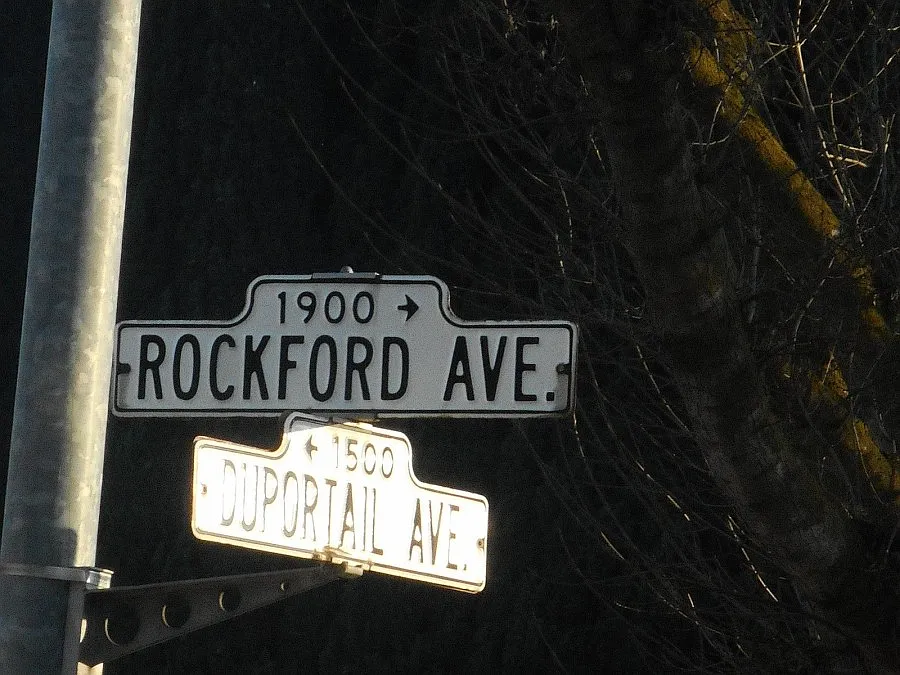 1900 →
ROCKFORD AVE.
← 1500
DUPORTAIL AVE.